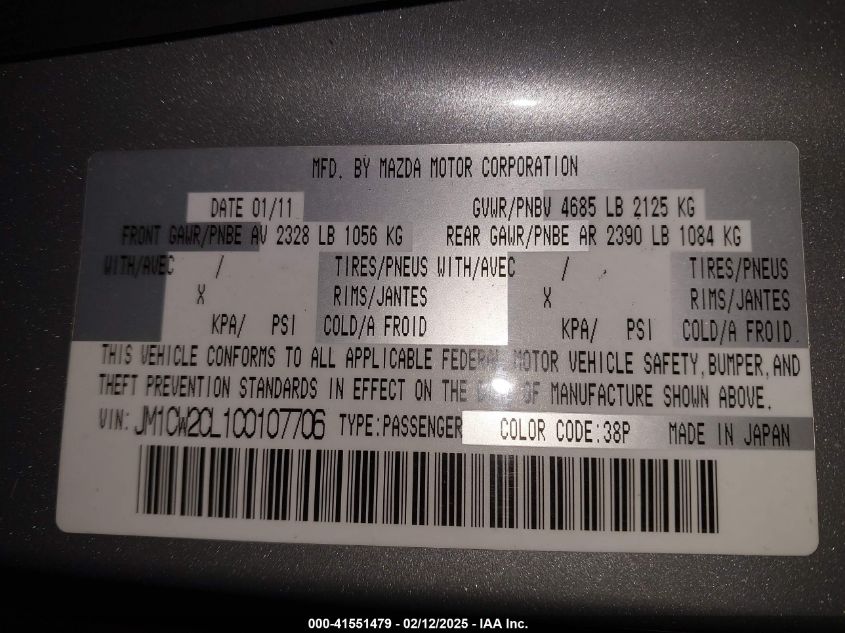 MFD. BY MAZDA MOTOR CORPORATION
DATE 01/11 GVWR/PNBV 4685 LB 2125 KG
FRONT GAWR/PNBE AV 2328 LB 1056 KG REAR GAWR/PNBE AR 2390 LB 1084 KG
WITH/AVEC / TIRES/PNEUS WITH/AVEC / TIRES/PNEUS
X RIMS/JANTES X RIMS/JANTES
KPA/ PSI COLD/A FROID KPA/ PSI COLD/A FROID
THIS VEHICLE CONFORMS TO ALL APPLICABLE FEDERAL MOTOR VEHICLE SAFETY, BUMPER, AND
THEFT PREVENTION STANDARDS IN EFFECT ON THE DATE OF MANUFACTURE SHOWN ABOVE.
VIN: JM1CW2CL1C0107706 TYPE:PASSENGER COLOR CODE:38P MADE IN JAPAN
000-41551479 - 02/12/2025 - IAA Inc.